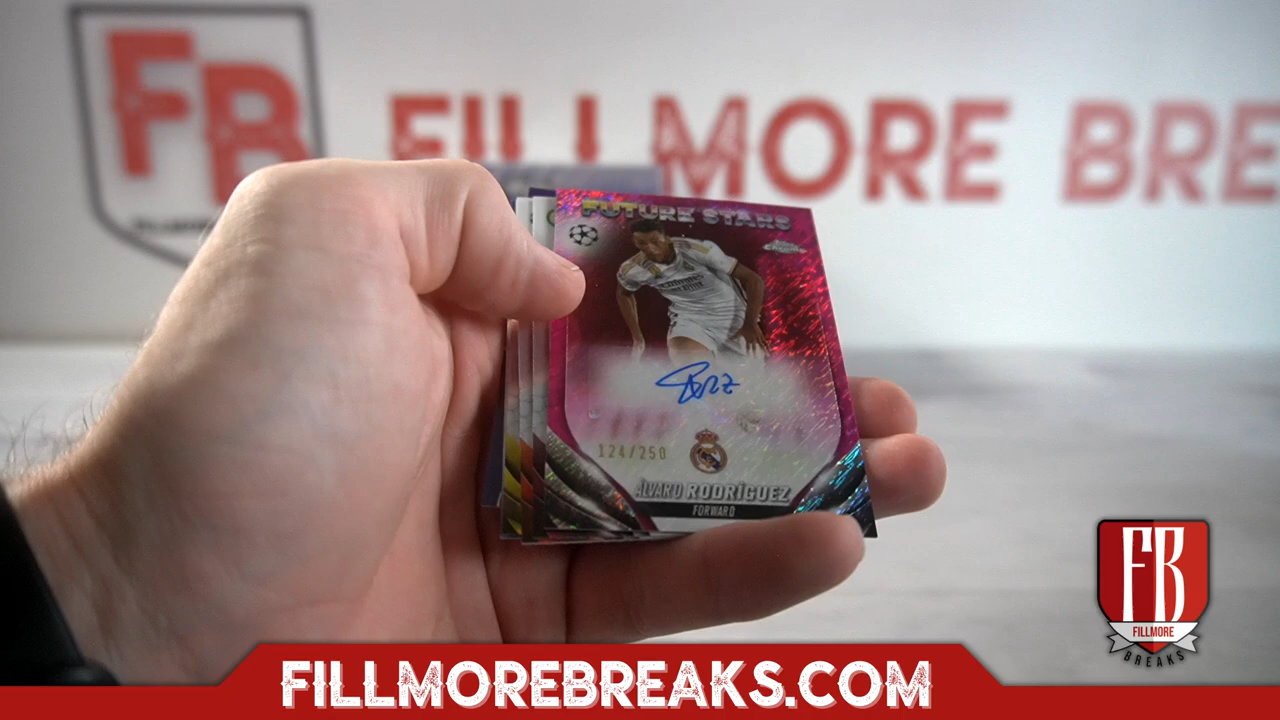 FB
FILLMORE BRE
FUTURE STARS
124/250
ÁLVARO RODRÍGUEZ
FORWARD
FB
FILLMORE
BREAKS
FILLMOREBREAKS.COM